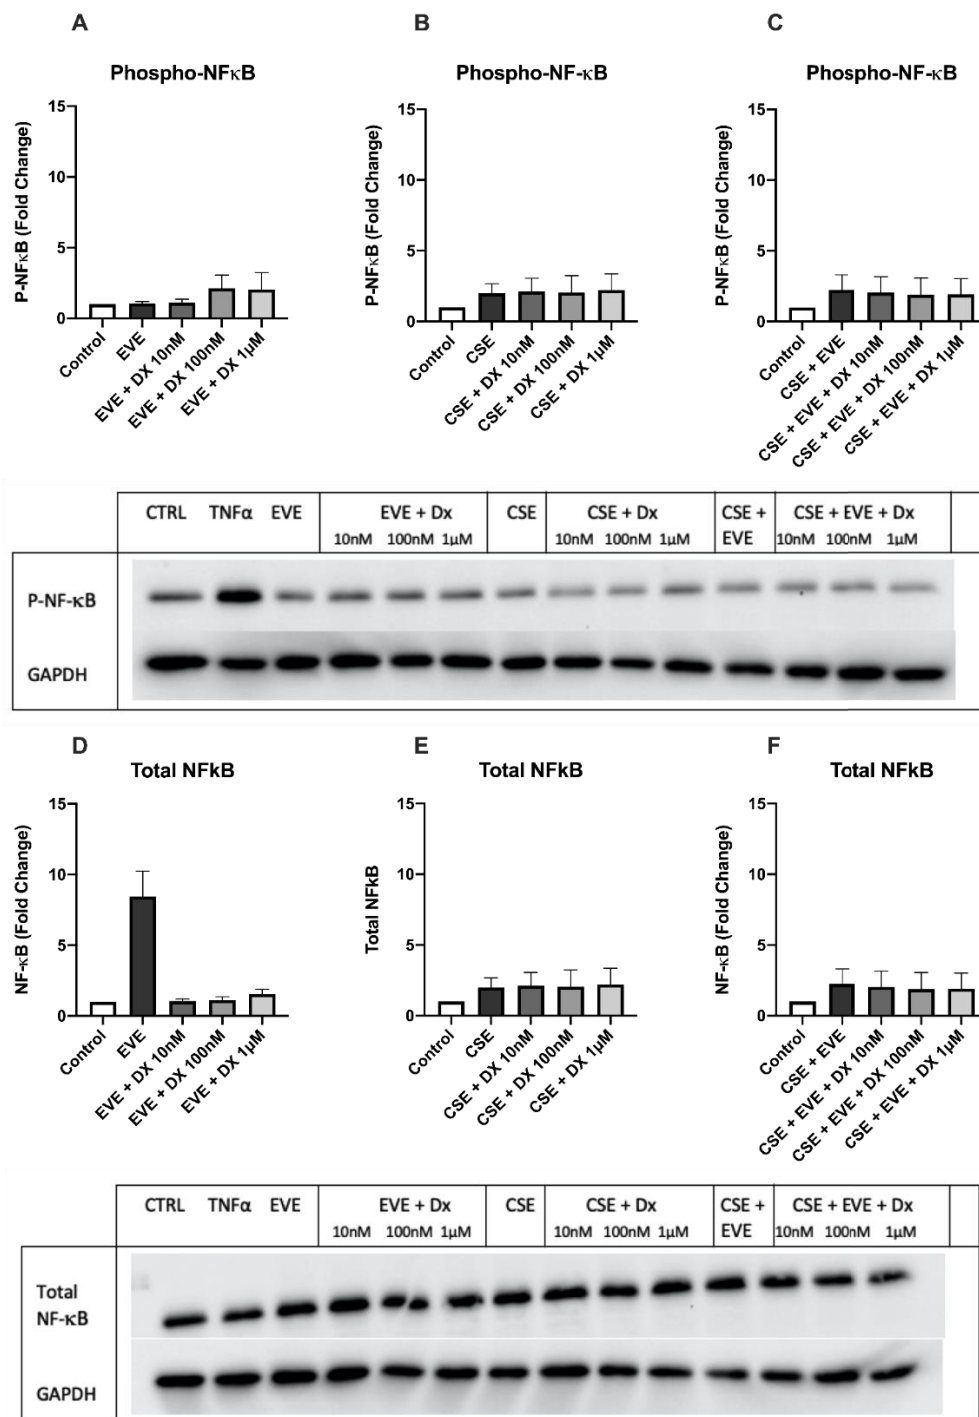 A B C
Phospho-NFκB Phospho-NF-κB Phospho-NF-κB
P-NFκB (Fold Change)
15
10
5
0
Control
EVE
EVE + DX 10nM
EVE + DX 100nM
EVE + DX 1μM
P-NFκB (Fold Change)
15
10
5
0
Control
CSE
CSE + DX 10nM
CSE + DX 100nM
CSE + DX 1μM
P-NFκB (Fold Change)
15
10
5
0
Control
CSE + EVE
CSE + EVE + DX 10nM
CSE + EVE + DX 100nM
CSE + EVE + DX 1μM
CTRL TNFα EVE EVE + Dx CSE CSE + Dx CSE + CSE + EVE + Dx
10nM 100nM 1μM 10nM 100nM 1μM EVE 10nM 100nM 1μM
P-NF-κB
GAPDH
D E F
Total NFkB Total NFkB Total NFkB
NF-κB (Fold Change)
15
10
5
0
Control
EVE
EVE + DX 10nM
EVE + DX 100nM
EVE + DX 1μM
Total NFkB
15
10
5
0
Control
CSE
CSE + DX 10nM
CSE + DX 100nM
CSE + DX 1μM
NF-κB (Fold Change)
15
10
5
0
Control
CSE + EVE
CSE + EVE + DX 10nM
CSE + EVE + DX 100nM
CSE + EVE + DX 1μM
CTRL TNFα EVE EVE + Dx CSE CSE + Dx CSE + CSE + EVE + Dx
10nM 100nM 1μM 10nM 100nM 1μM EVE 10nM 100nM 1μM
Total
NF-κB
GAPDH